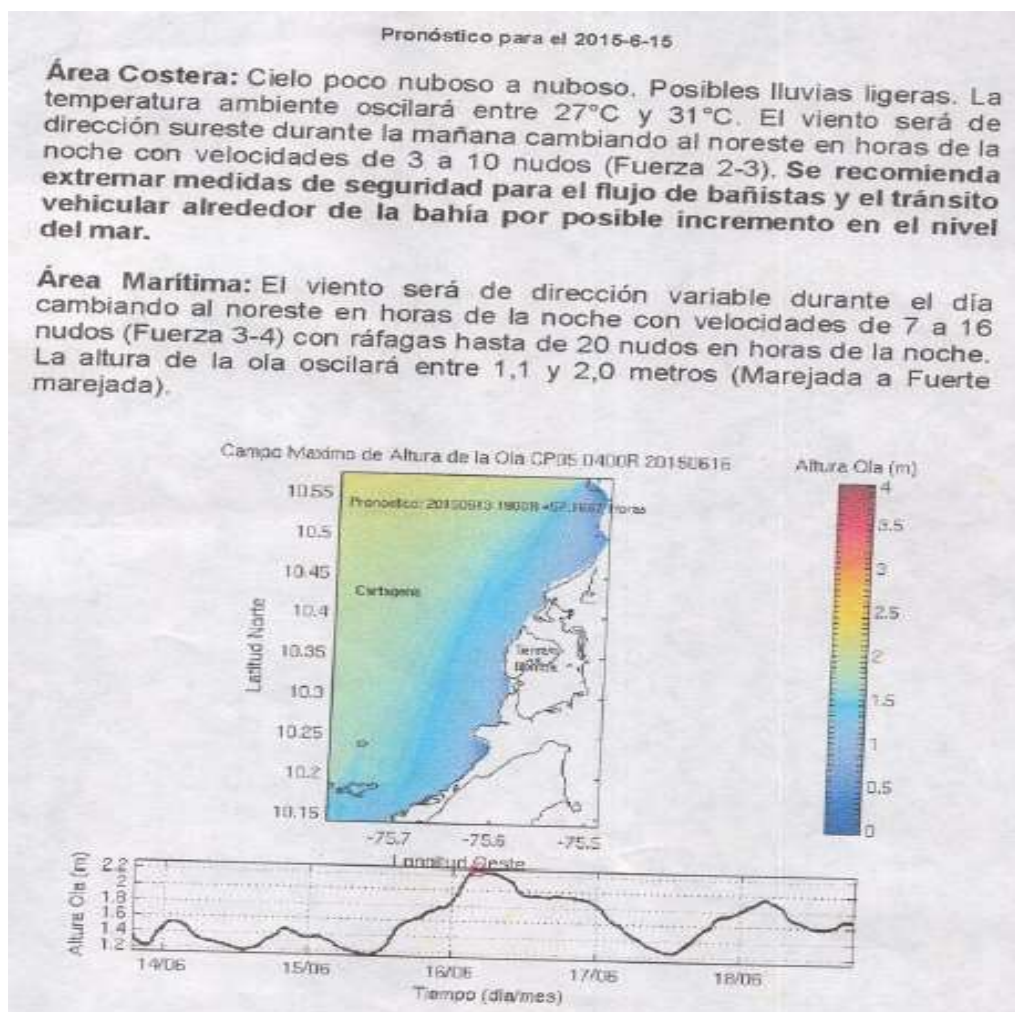 Pronóstico para el 2015-6-15
Área Costera: Cielo poco nuboso a nuboso. Posibles lluvias ligeras. La
temperatura ambiente oscilará entre 27°C y 31°C. El viento será de
dirección sureste durante la mañana cambiando al noreste en horas de la
noche con velocidades de 3 a 10 nudos (Fuerza 2-3). Se recomienda
extremar medidas de seguridad para el flujo de bañistas y el tránsito
vehicular alrededor de la bahía por posible incremento en el nivel
del mar.
Área Marítima: El viento será de dirección variable durante el día
cambiando al noreste en horas de la noche con velocidades de 7 a 16
nudos (Fuerza 3-4) con ráfagas hasta de 20 nudos en horas de la noche.
La altura de la ola oscilará entre 1,1 y 2,0 metros (Marejada a Fuerte
marejada).
Campo Maximo de Altura de la Ola CP05 0400R 20150616
Altura Ola (m)
Pronostico: 20150613 1900R Horas
Cartagena
Tierra
10.55
10.5
10.45
10.4
10.35
10.3
10.25
10.2
10.15
Latitud Norte
-75.7 -75.6 -75.5
Longitud Oeste
4
3.5
3
2.5
2
1.5
1
0.5
0
Altura Ola (m)
2.2
2
1.8
1.6
1.4
1.2
14/06 15/06 16/06 17/06 18/06
Tiempo (dia/mes)